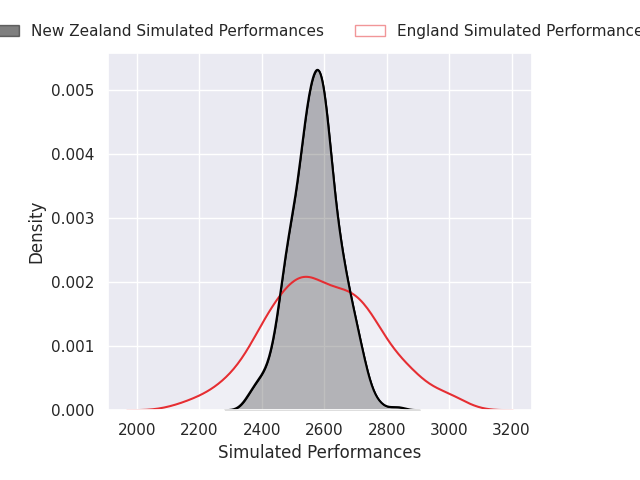 New Zealand Simulated Performances
England Simulated Performance
0.005
0.004
0.003
0.002
0.001
0.000
Density
2000 2200 2400 2600 2800 3000 3200
Simulated Performances